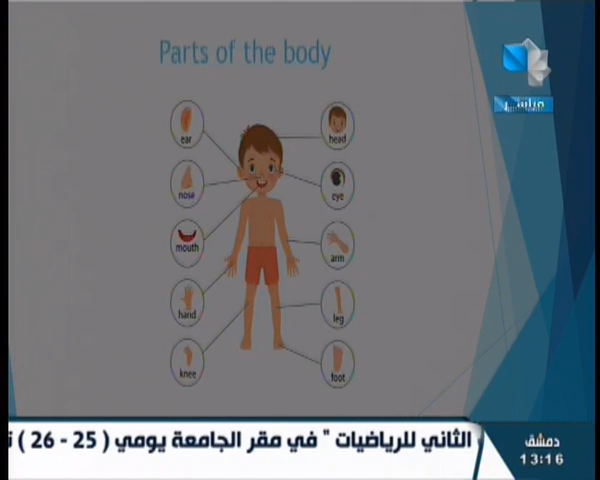 Parts of the body
مباشر
ear
head
nose
eye
mouth
arm
hand
leg
knee
foot
الثاني للرياضيات " في مقر الجامعة يومي ( 25 - 26 )
دمشق
13:16